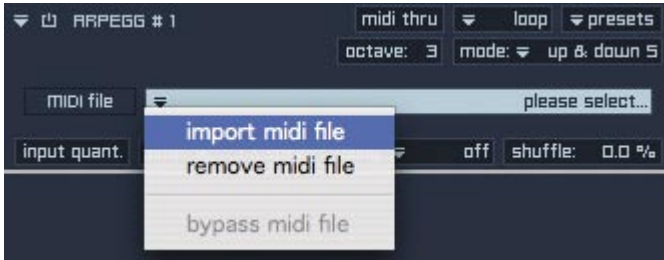 ARPEGG # 1 midi thru loop presets
octave: 3 mode: up & down 5
MIDI file please select...
import midi file
input quant. off shuffle: 0.0 %
remove midi file
bypass midi file